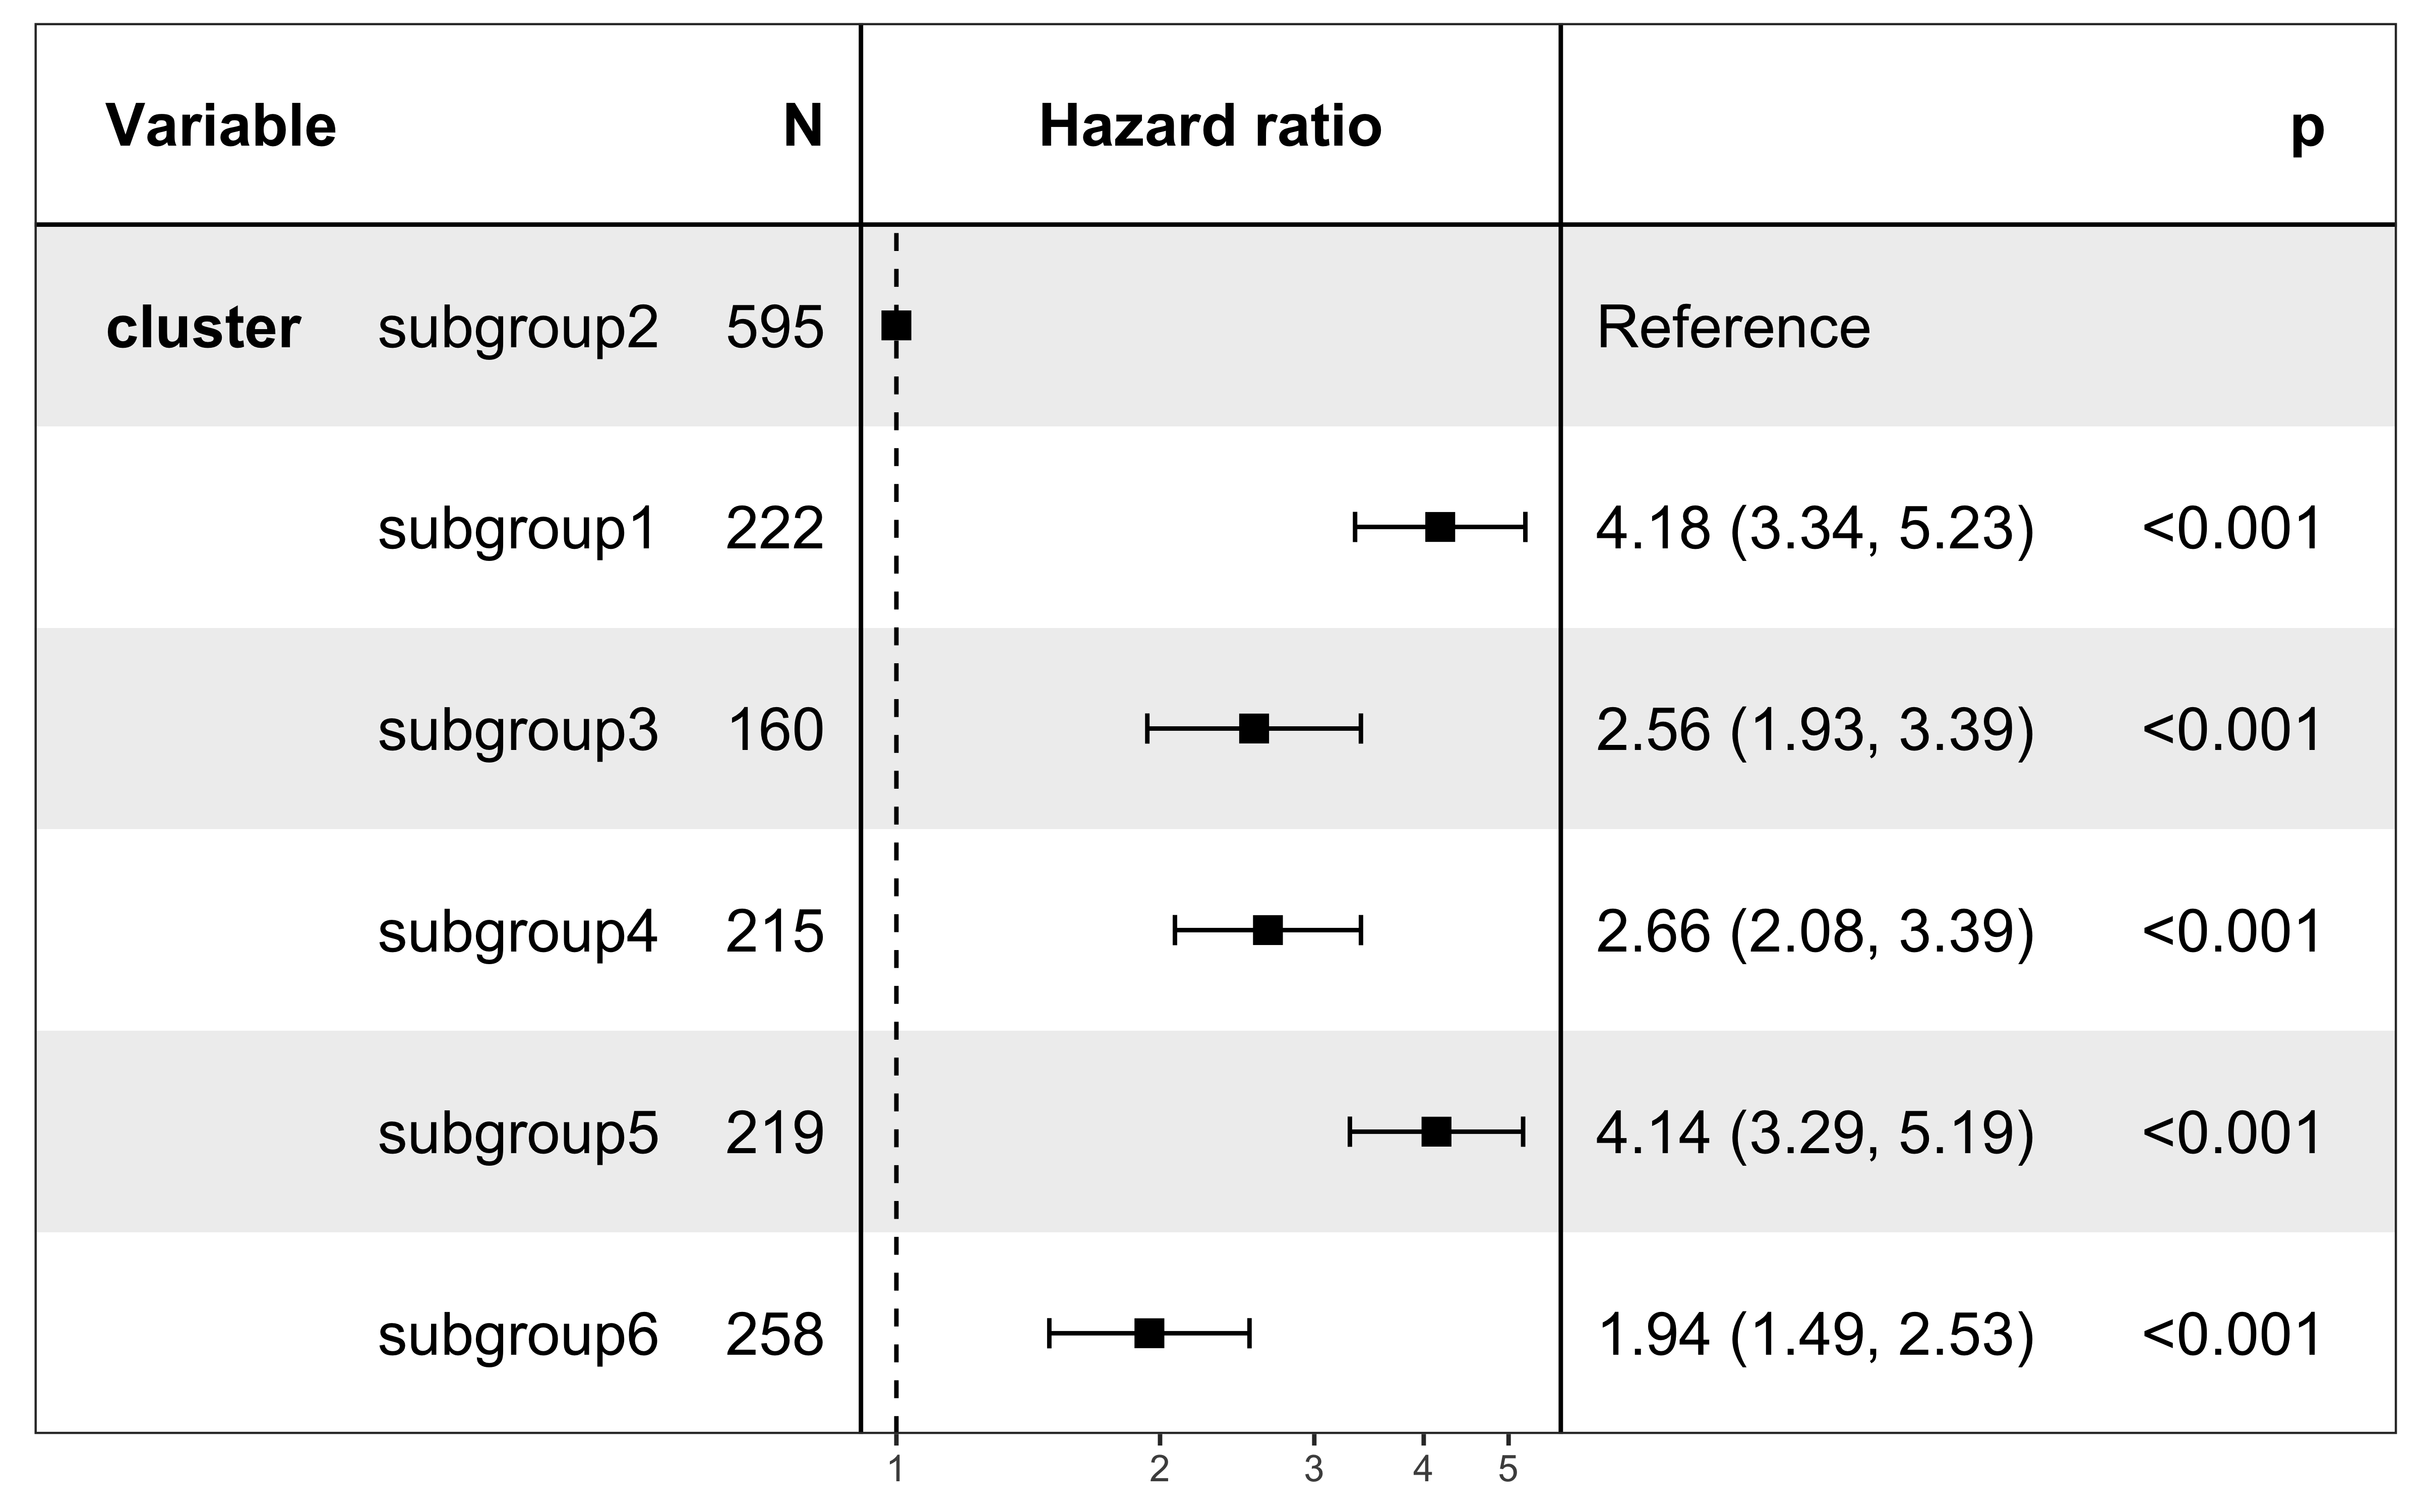 Variable N Hazard ratio p
cluster subgroup2 595 Reference
subgroup1 222 4.18 (3.34, 5.23) <0.001
subgroup3 160 2.56 (1.93, 3.39) <0.001
subgroup4 215 2.66 (2.08, 3.39) <0.001
subgroup5 219 4.14 (3.29, 5.19) <0.001
subgroup6 258 1.94 (1.49, 2.53) <0.001
1 2 3 4 5